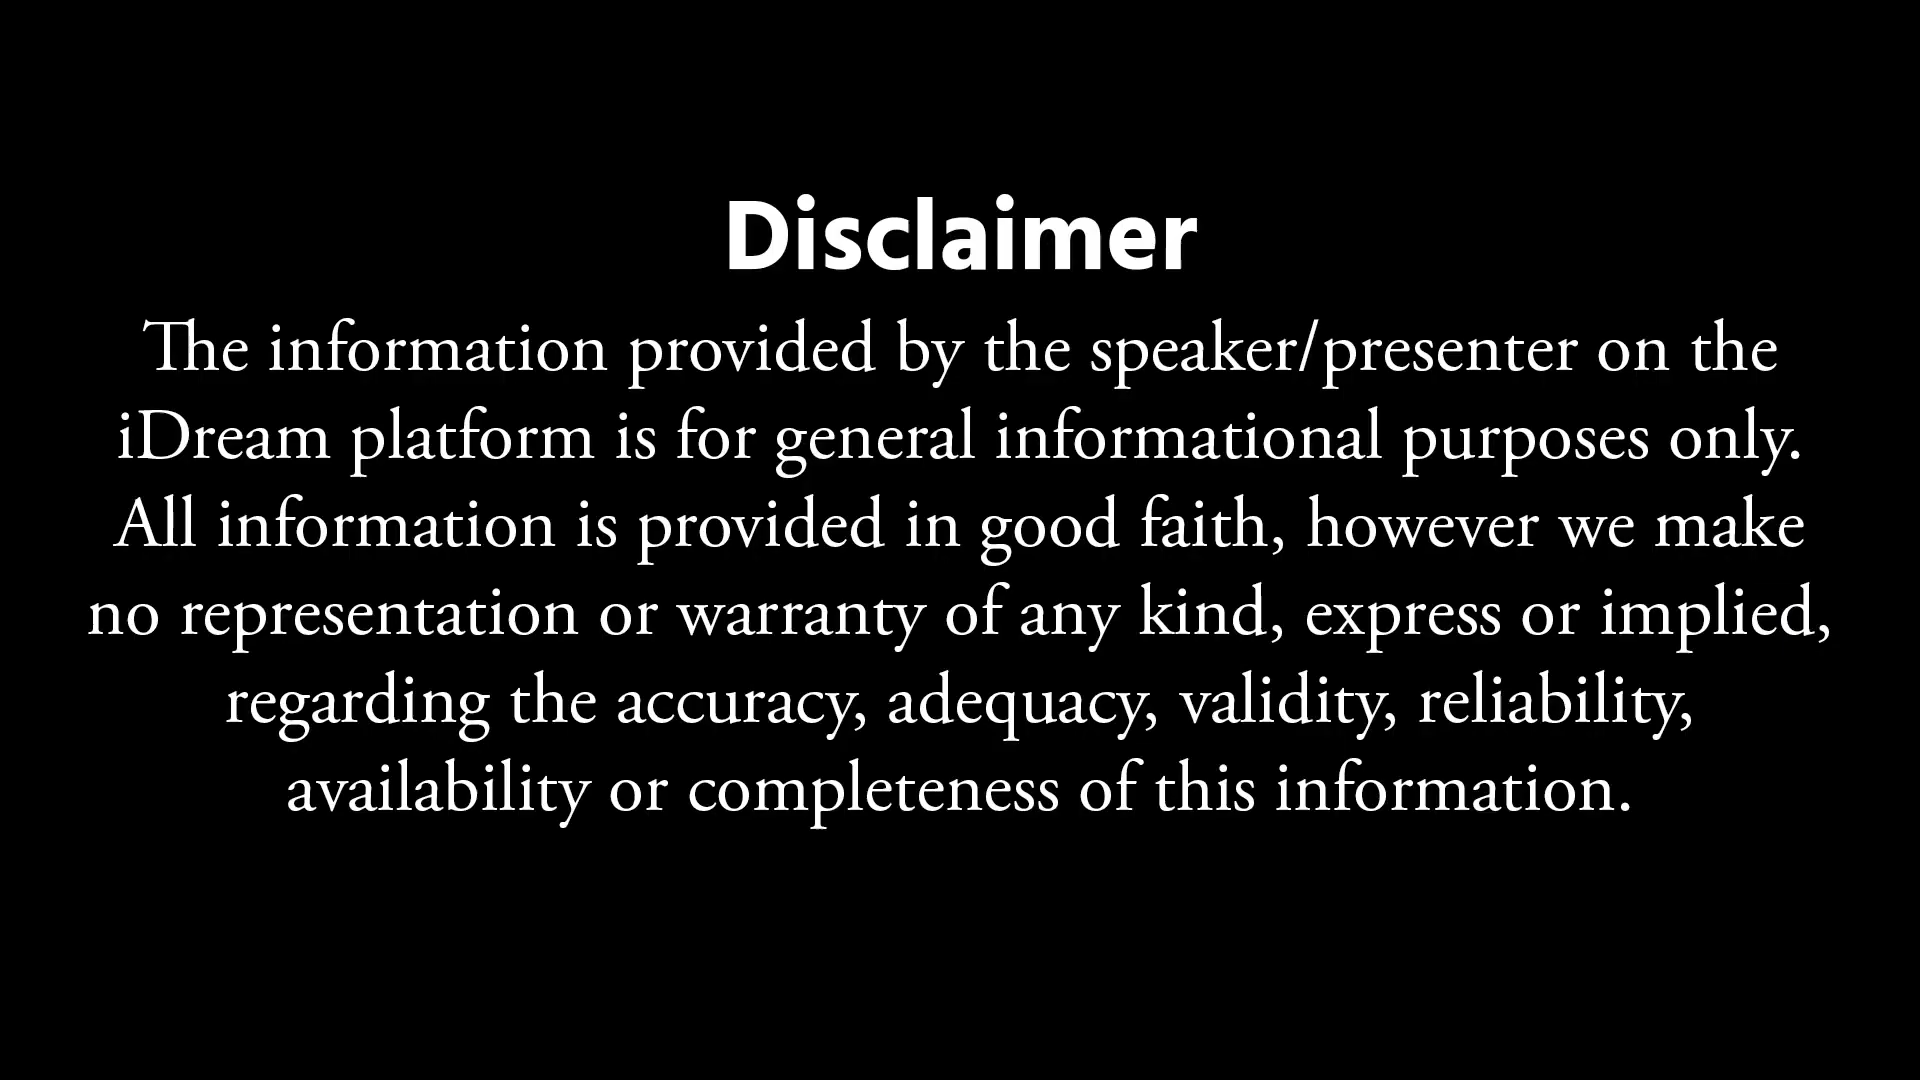 Disclaimer
The information provided by the speaker/presenter on the
iDream platform is for general informational purposes only.
All information is provided in good faith, however we make
no representation or warranty of any kind, express or implied,
regarding the accuracy, adequacy, validity, reliability,
availability or completeness of this information.